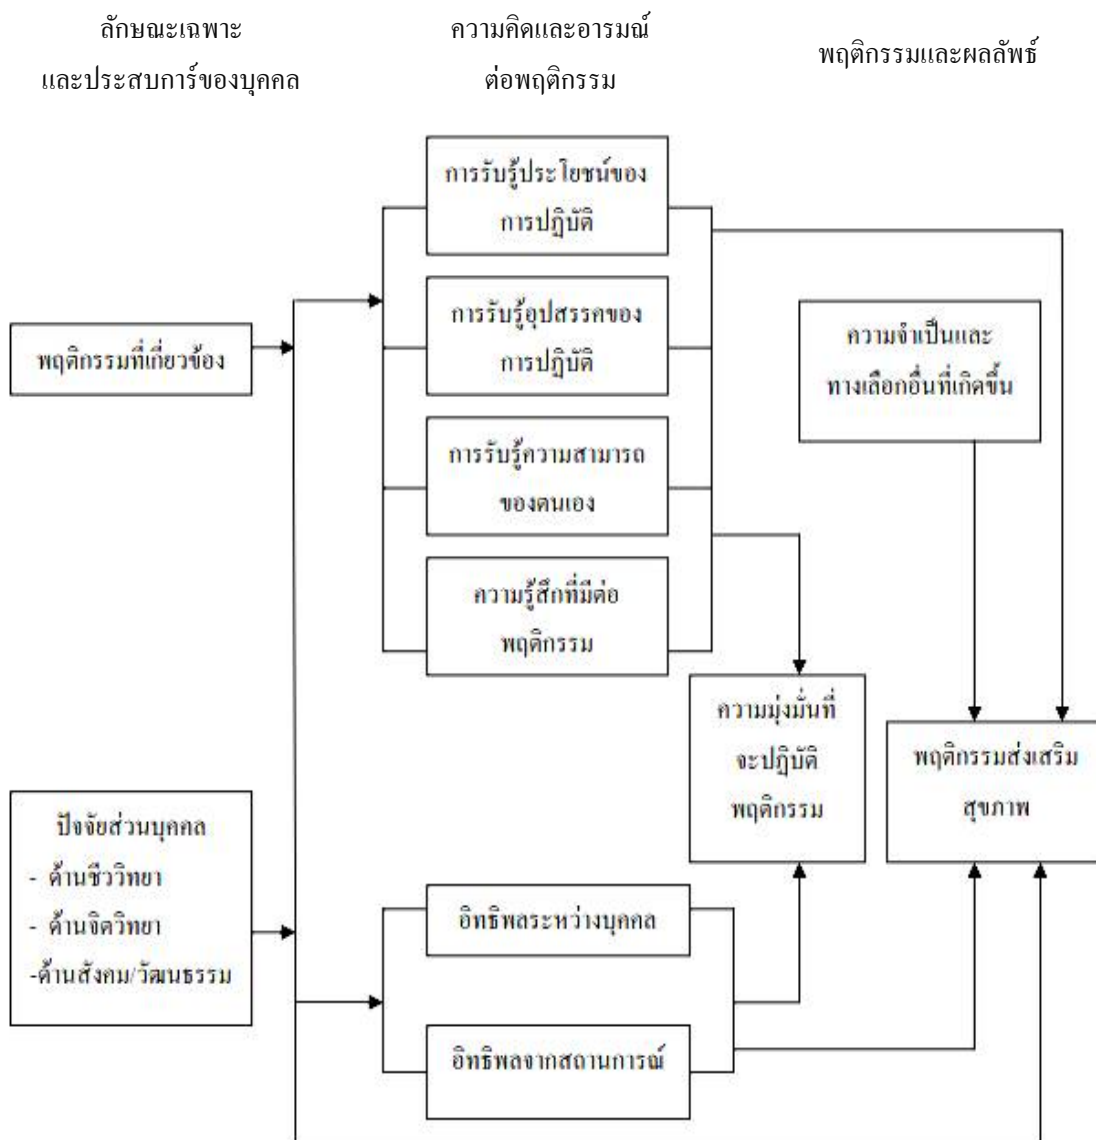 ลักษณะเฉพาะ
และประสบการ์ของบุคคล
ความคิดและอารมณ์
ต่อพฤติกรรม
พฤติกรรมและผลลัพธ์
การรับรู้ประโยชน์ของ
การปฏิบัติ
การรับรู้อุปสรรคของ
การปฏิบัติ
พฤติกรรมที่เกี่ยวข้อง
ความจำเป็นและ
ทางเลือกอื่นที่เกิดขึ้น
การรับรู้ความสามารถ
ของตนเอง
ความรู้สึกที่มีต่อ
พฤติกรรม
ความมุ่งมั่นที่
จะปฏิบัติ
พฤติกรรม
พฤติกรรมส่งเสริม
สุขภาพ
ปัจจัยส่วนบุคคล
- ด้านชีววิทยา
- ด้านจิตวิทยา
-ด้านสังคม/วัฒนธรรม
อิทธิพลระหว่างบุคคล
อิทธิพลจากสถานการณ์